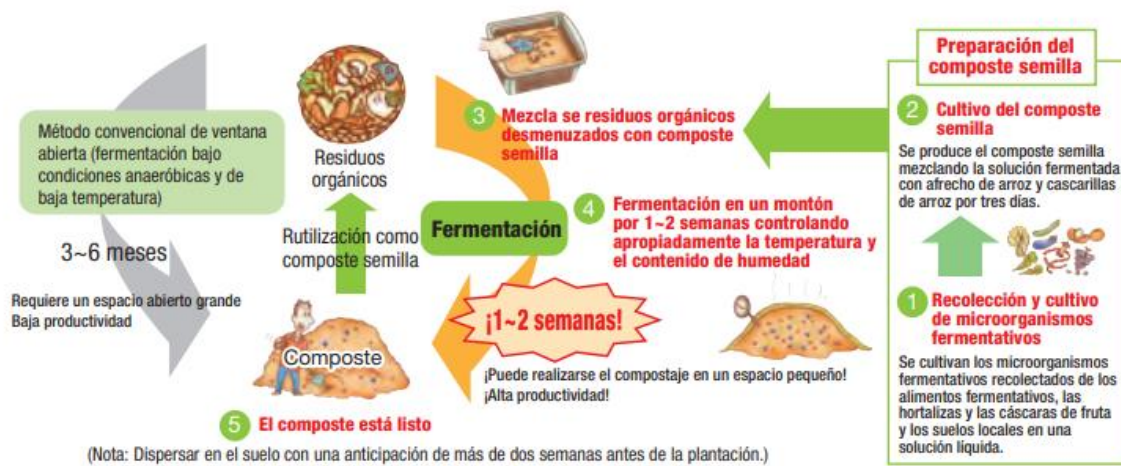 Preparación del
composte semilla
2 Cultivo del composte
semilla
Se produce el composte semilla
mezclando la solución fermentada
con afrecho de arroz y cascarillas
de arroz por tres días.
1 Recolección y cultivo
de microorganismos
fermentativos
Se cultivan los microorganismos
fermentativos recolectados de los
alimentos fermentativos, las
hortalizas y las cáscaras de fruta
y los suelos locales en una
solución líquida.
3 Mezcla se residuos orgánicos
desmenuzados con composte
semilla
Método convencional de ventana
abierta (fermentación bajo
condiciones anaeróbicas y de
baja temperatura)
3~6 meses
Requiere un espacio abierto grande
Baja productividad
Residuos
orgánicos
Rutilización como
composte semilla
Fermentación
4 Fermentación en un montón
por 1~2 semanas controlando
apropiadamente la temperatura y
el contenido de humedad
¡1~2 semanas!
¡Puede realizarse el compostaje en un espacio pequeño!
¡Alta productividad!
Composte
5 El composte está listo
(Nota: Dispersar en el suelo con una anticipación de más de dos semanas antes de la plantación.)